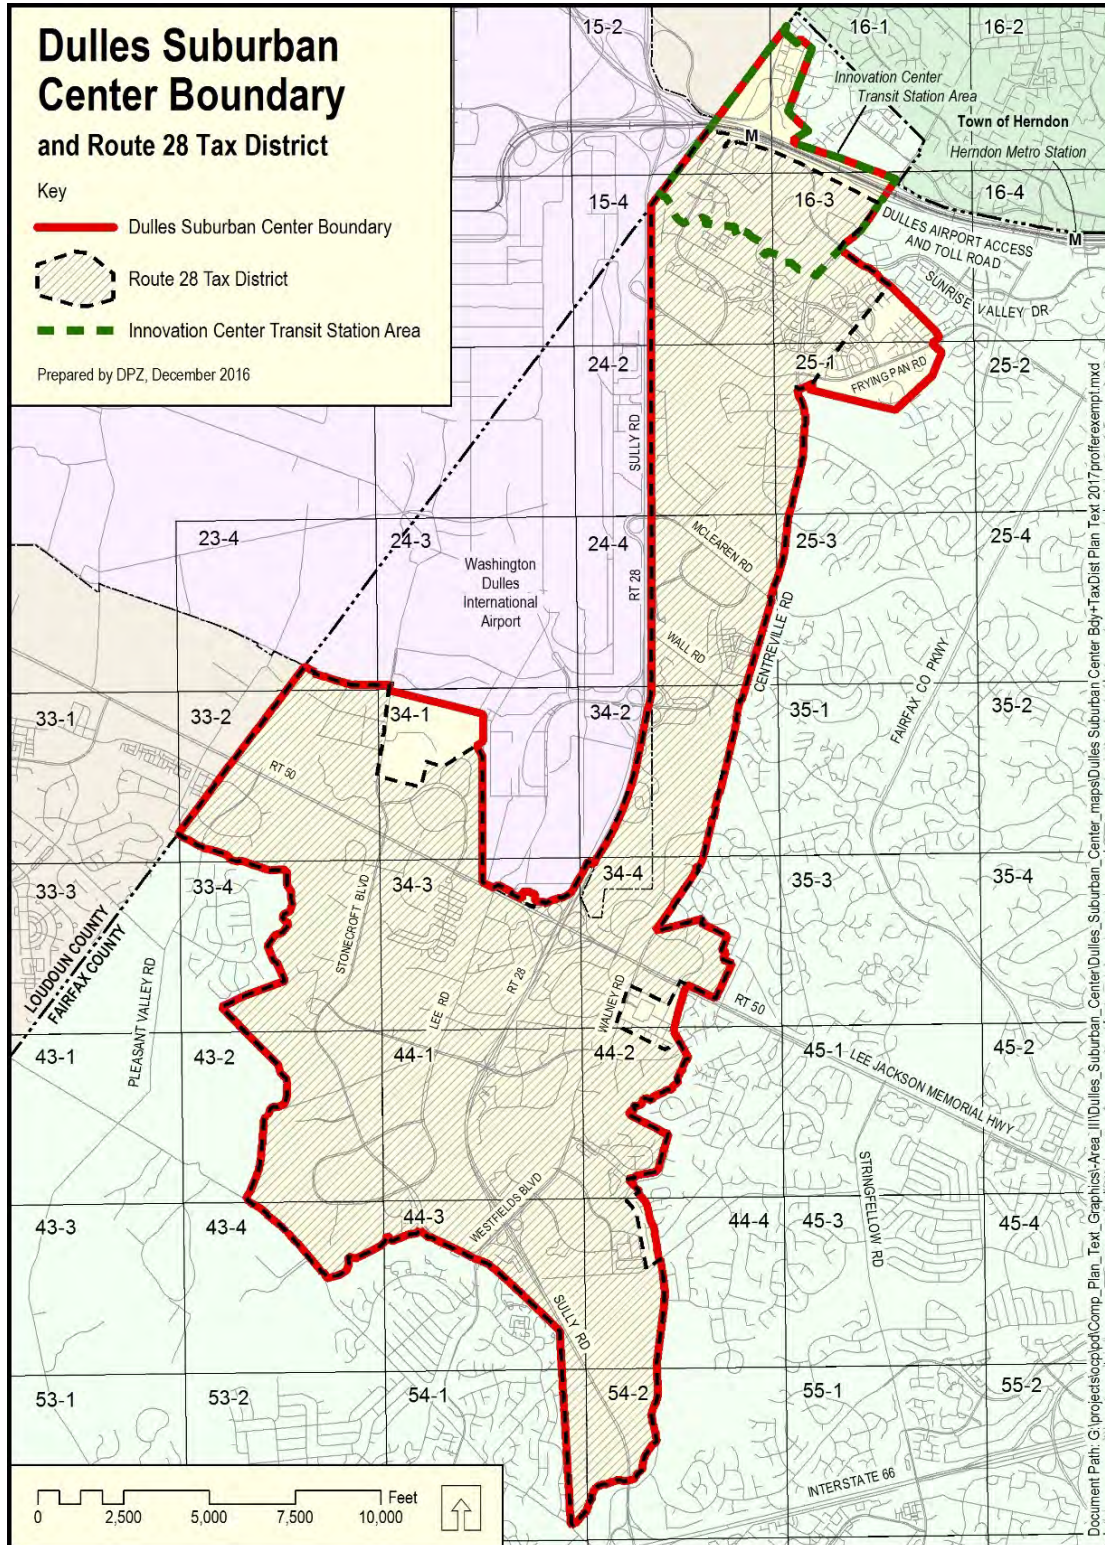 Dulles Suburban
Center Boundary
and Route 28 Tax District
Key
Dulles Suburban Center Boundary
Route 28 Tax District
Innovation Center Transit Station Area
Prepared by DPZ, December 2016
15-2
16-1
16-2
Innovation Center
Transit Station Area
Town of Herndon
Herndon Metro Station
M
15-4
16-3
16-4
M
DULLES AIRPORT ACCESS
AND TOLL ROAD
SUNRISE VALLEY DR
24-2
25-1
25-2
FRYING PAN RD
SULLY RD
23-4
24-3
24-4
25-3
25-4
MCLEAREN RD
Washington
Dulles
International
Airport
RT 28
WALL RD
CENTREVILLE RD
FAIRFAX CO PKWY
33-1
33-2
34-1
34-2
35-1
35-2
RT 50
33-3
33-4
34-3
34-4
35-3
35-4
STONECROFT BLVD
LOUDOUN COUNTY
FAIRFAX COUNTY
PLEASANT VALLEY RD
LEE RD
RT 28
WALNEY RD
RT 50
43-1
43-2
44-1
44-2
45-1
45-2
LEE JACKSON MEMORIAL HWY
STRINGFELLOW RD
WESTFIELDS BLVD
43-3
43-4
44-3
44-4
45-3
45-4
SULLY RD
53-1
53-2
54-1
54-2
55-1
55-2
INTERSTATE 66
Feet
0 2,500 5,000 7,500 10,000
Document Path: G:\projects\ocp\pd\Comp_Plan_Text_Graphics\-Area_III\Dulles_Suburban_Center\Dulles_Suburban_Center_maps\Dulles Suburban Center Bdy+TaxDist Plan Text 2017profferexempt.mxd